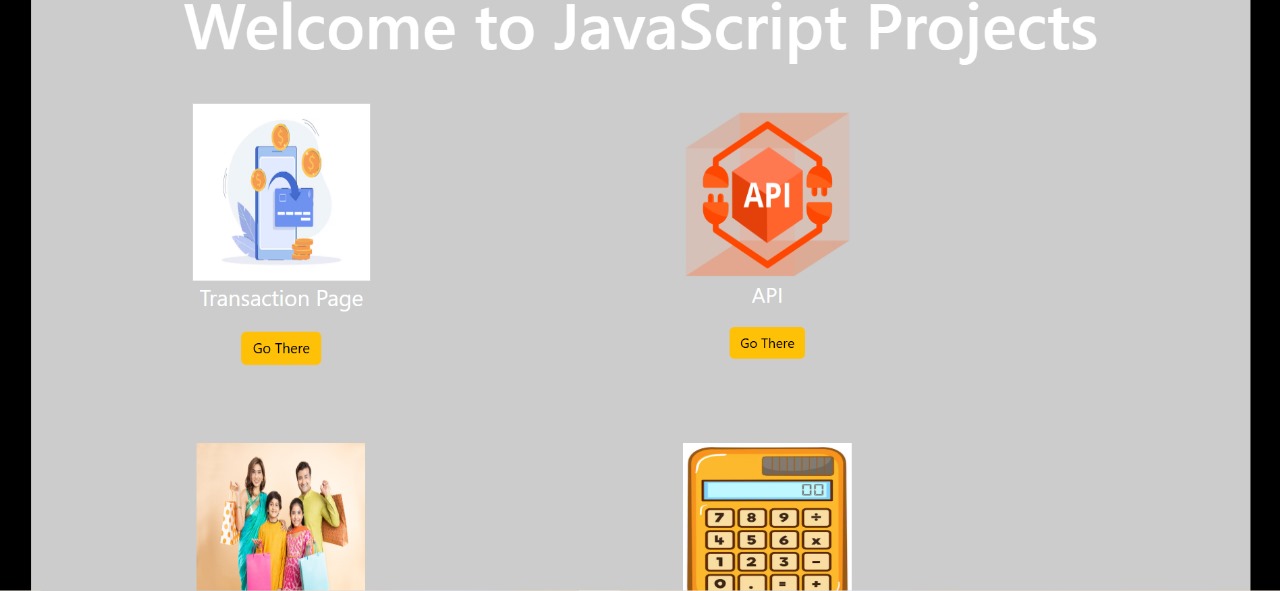 Welcome to JavaScript Projects
API
Transaction Page
API
Go There
Go There
00
7 8 9 ÷
4 5 6 x
1 2 3 −
0 . = +